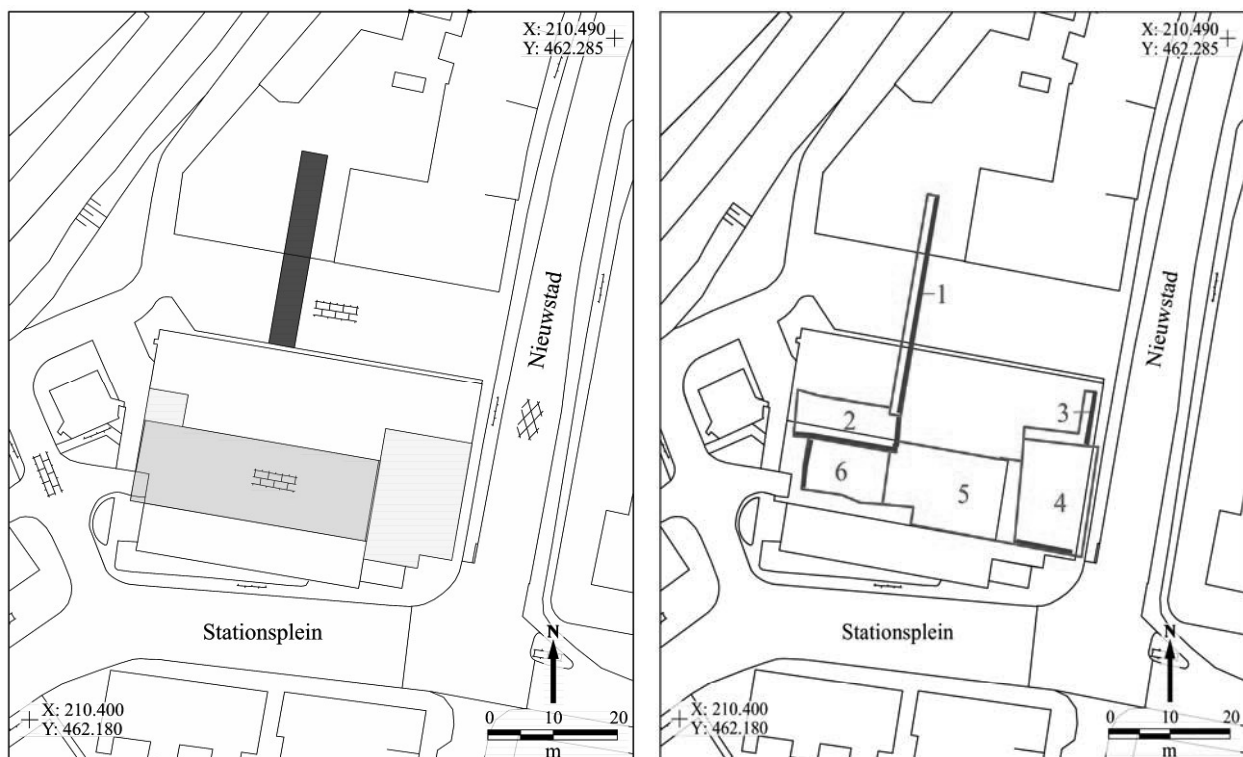 X: 210.490
Y: 462.285
Nieuwstad
Stationsplein
N
X: 210.400
Y: 462.180
0 10 20
m
X: 210.490
Y: 462.285
Nieuwstad
1
2
3
6
5
4
Stationsplein
N
X: 210.400
Y: 462.180
0 10 20
m